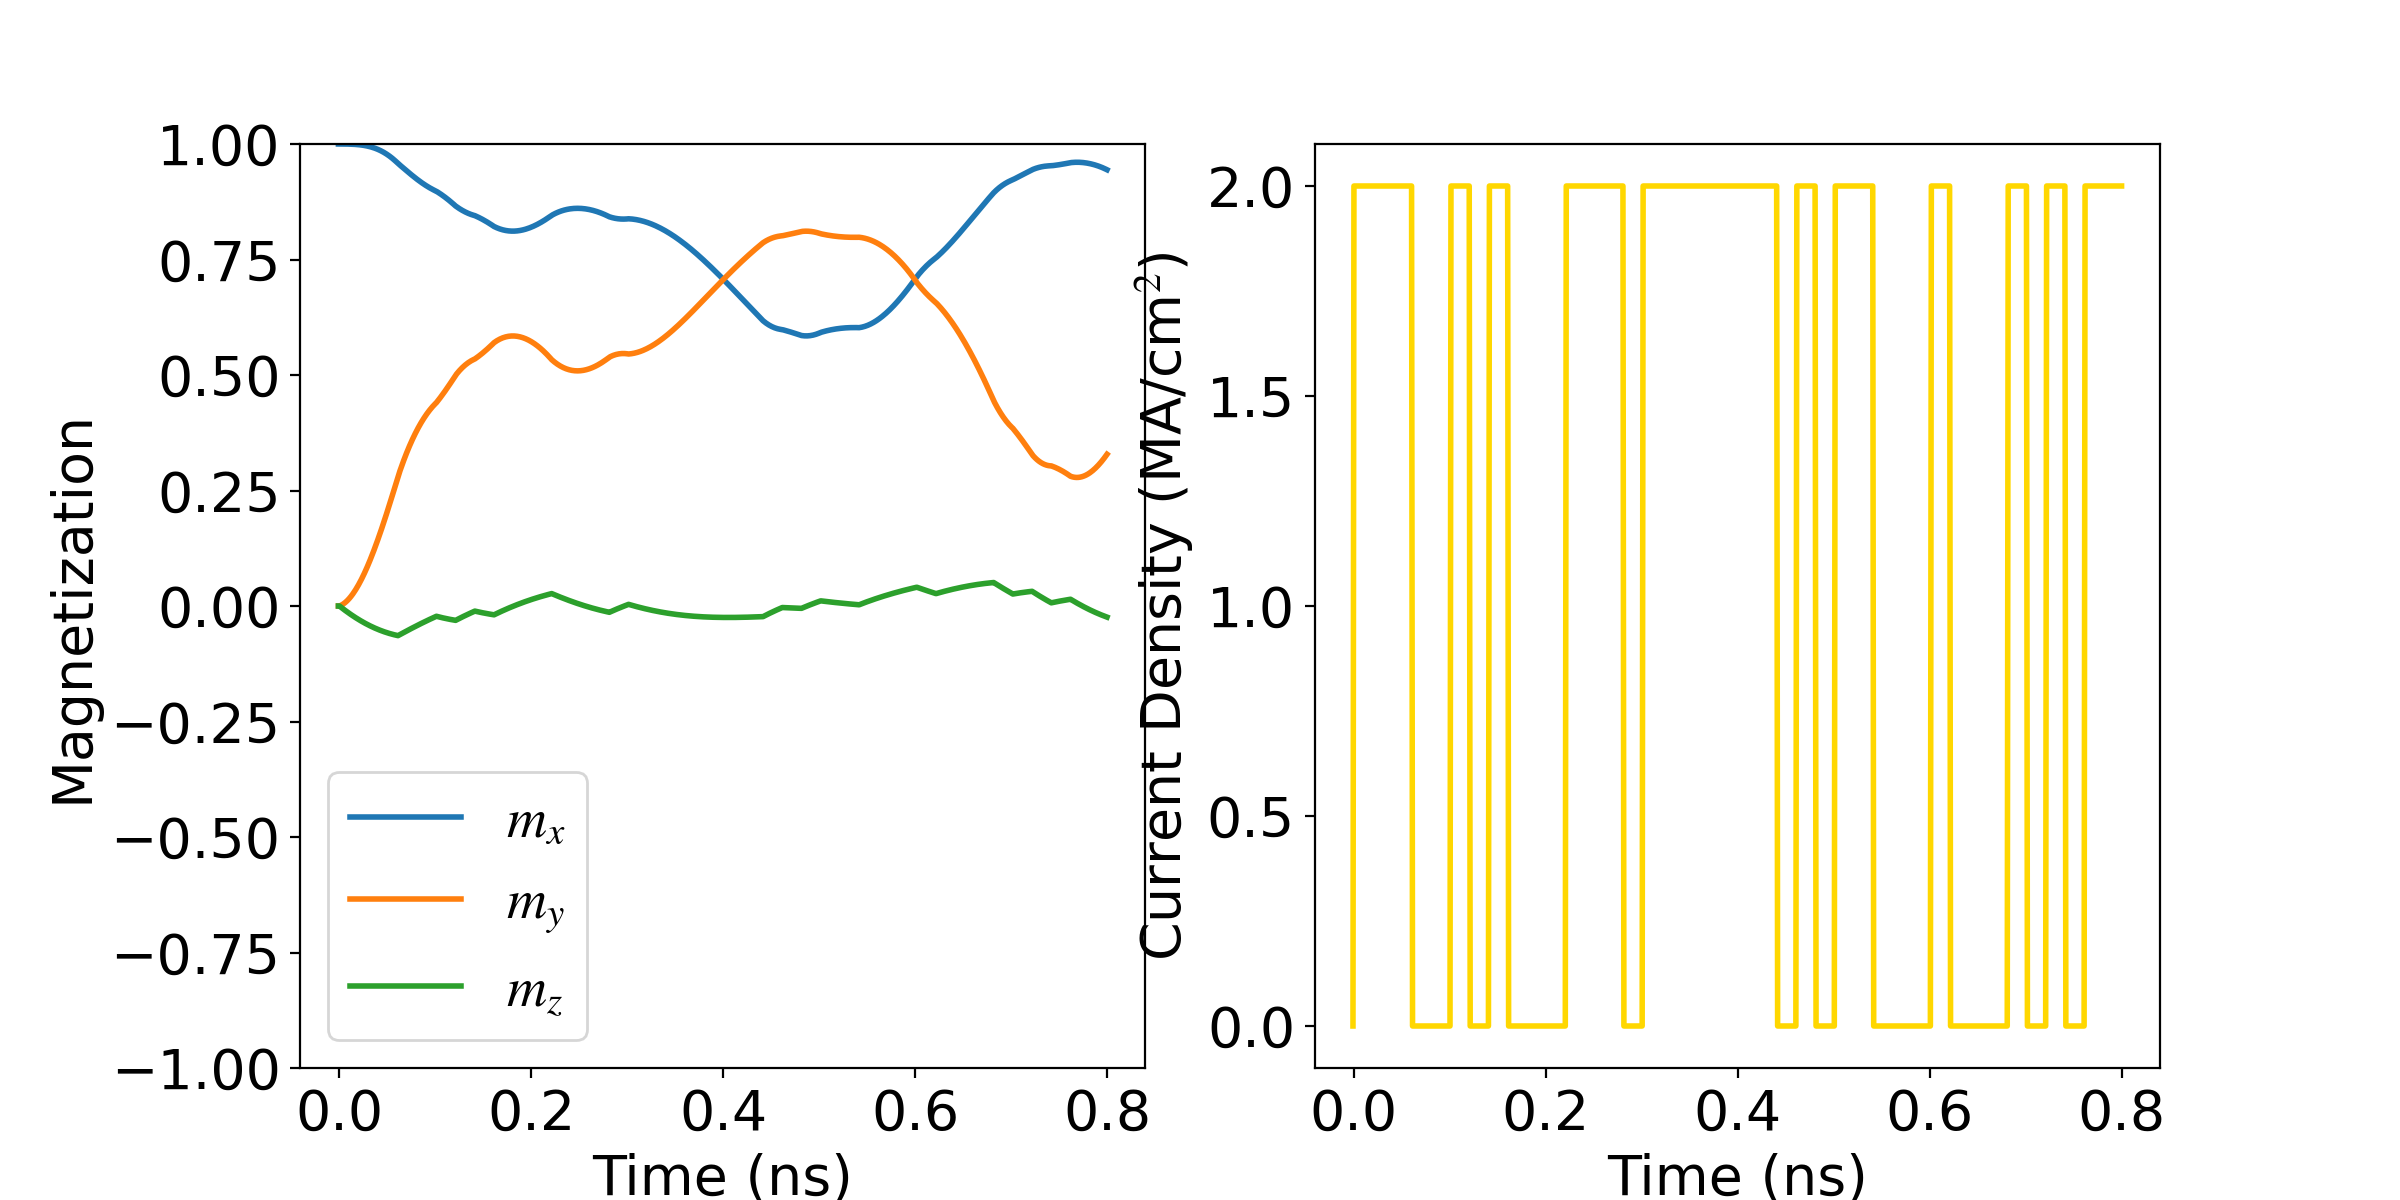 1.00
0.75
0.50
0.25
0.00
−0.25
−0.50
−0.75
−1.00
Magnetization
m_x
m_y
m_z
0.0 0.2 0.4 0.6 0.8
Time (ns)
2.0
1.5
1.0
0.5
0.0
Current Density (MA/cm²)
0.0 0.2 0.4 0.6 0.8
Time (ns)